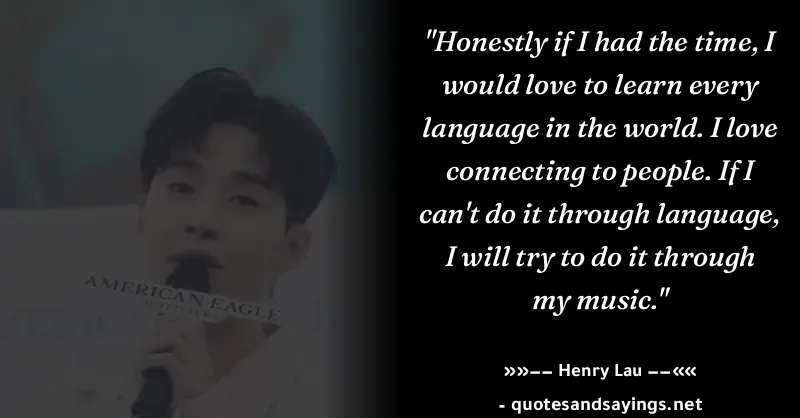 "Honestly if I had the time, I
would love to learn every
language in the world. I love
connecting to people. If I
can't do it through language,
I will try to do it through
my music."
»»–– Henry Lau ––««
- quotesandsayings.net
AMERICAN EAGLE